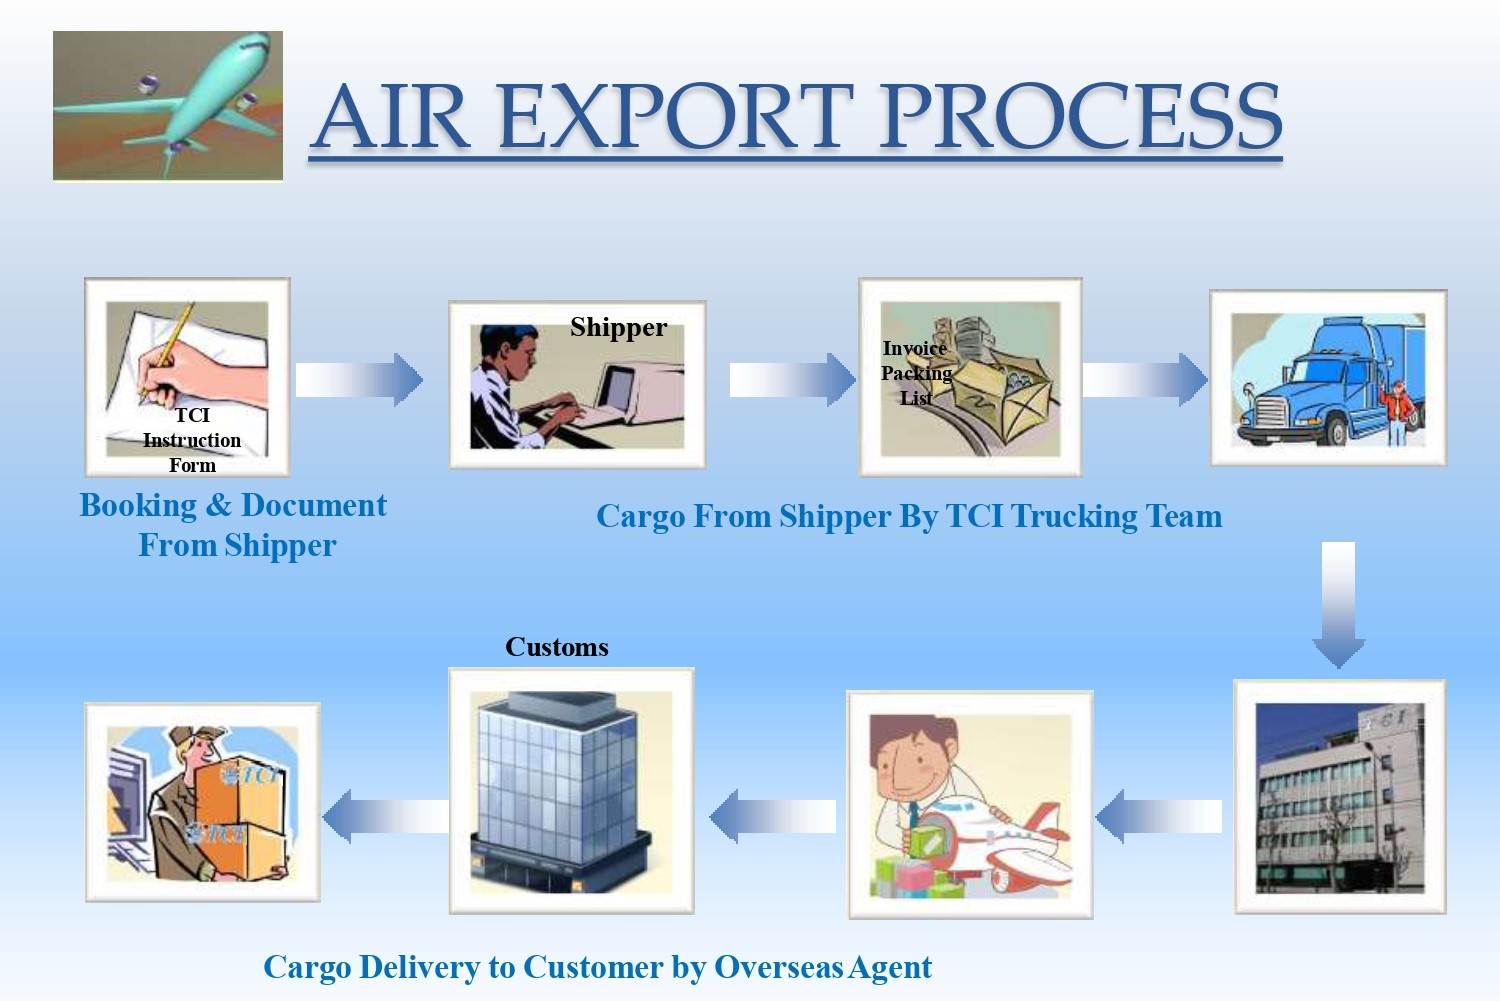 AIR EXPORT PROCESS
TCI
Instruction
Form
Shipper
Invoice
Packing
List
Booking & Document
From Shipper
Cargo From Shipper By TCI Trucking Team
Customs
TCI
TCI
TCI
Cargo Delivery to Customer by Overseas Agent